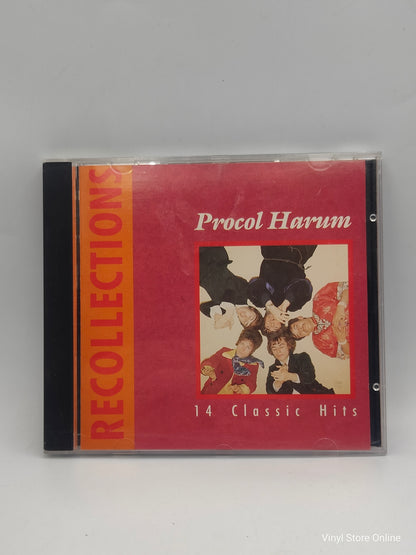 RECOLLECTIONS
Procol Harum
14 Classic Hits
Vinyl Store Online